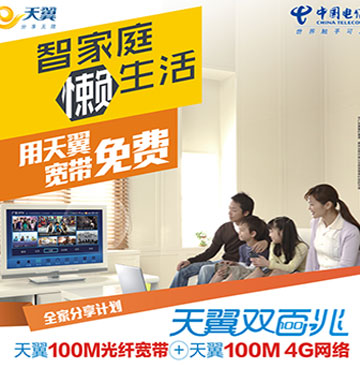 天翼
中国电信
CHINA TELECOM
世界触手可及
智家庭
懒生活
用天翼
宽带免费
全家分享计划
天翼双百兆
100
天翼100M光纤宽带+天翼100M 4G网络